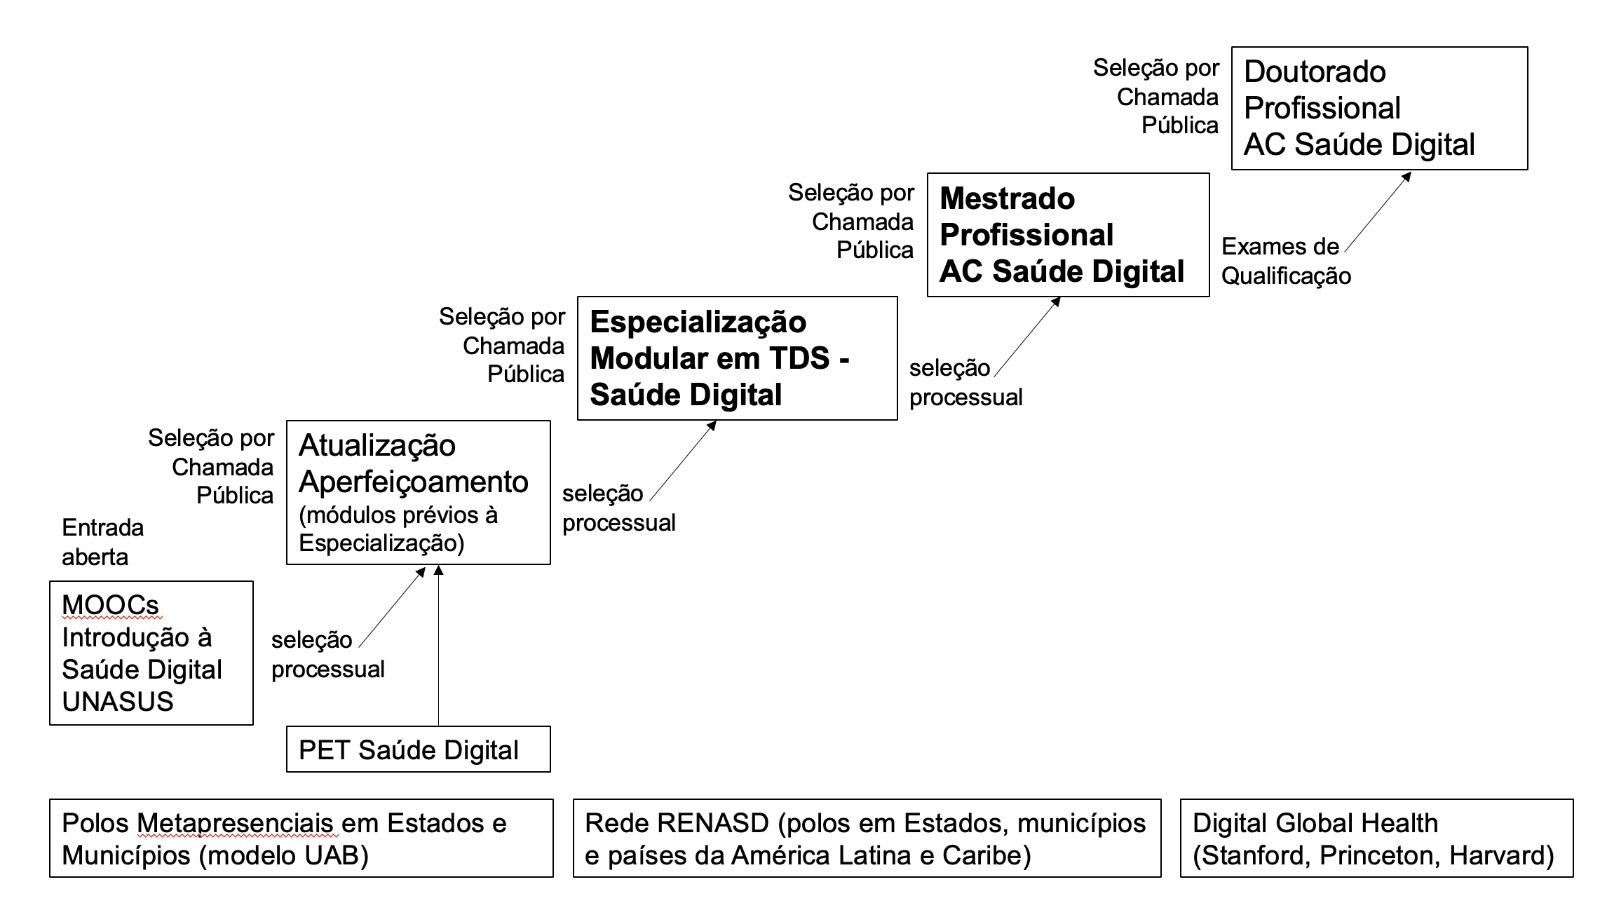 Seleção por
Chamada
Pública
Doutorado
Profissional
AC Saúde Digital
Seleção por
Chamada
Pública
Mestrado
Profissional
AC Saúde Digital
Exames de
Qualificação
Seleção por
Chamada
Pública
Especialização
Modular em TDS -
Saúde Digital
seleção
processual
Seleção por
Chamada
Pública
Atualização
Aperfeiçoamento
(módulos prévios à
Especialização)
seleção
processual
Entrada
aberta
MOOCs
Introdução à
Saúde Digital
UNASUS
seleção
processual
PET Saúde Digital
Polos Metapresenciais em Estados e
Municípios (modelo UAB)
Rede RENASD (polos em Estados, municípios
e países da América Latina e Caribe)
Digital Global Health
(Stanford, Princeton, Harvard)